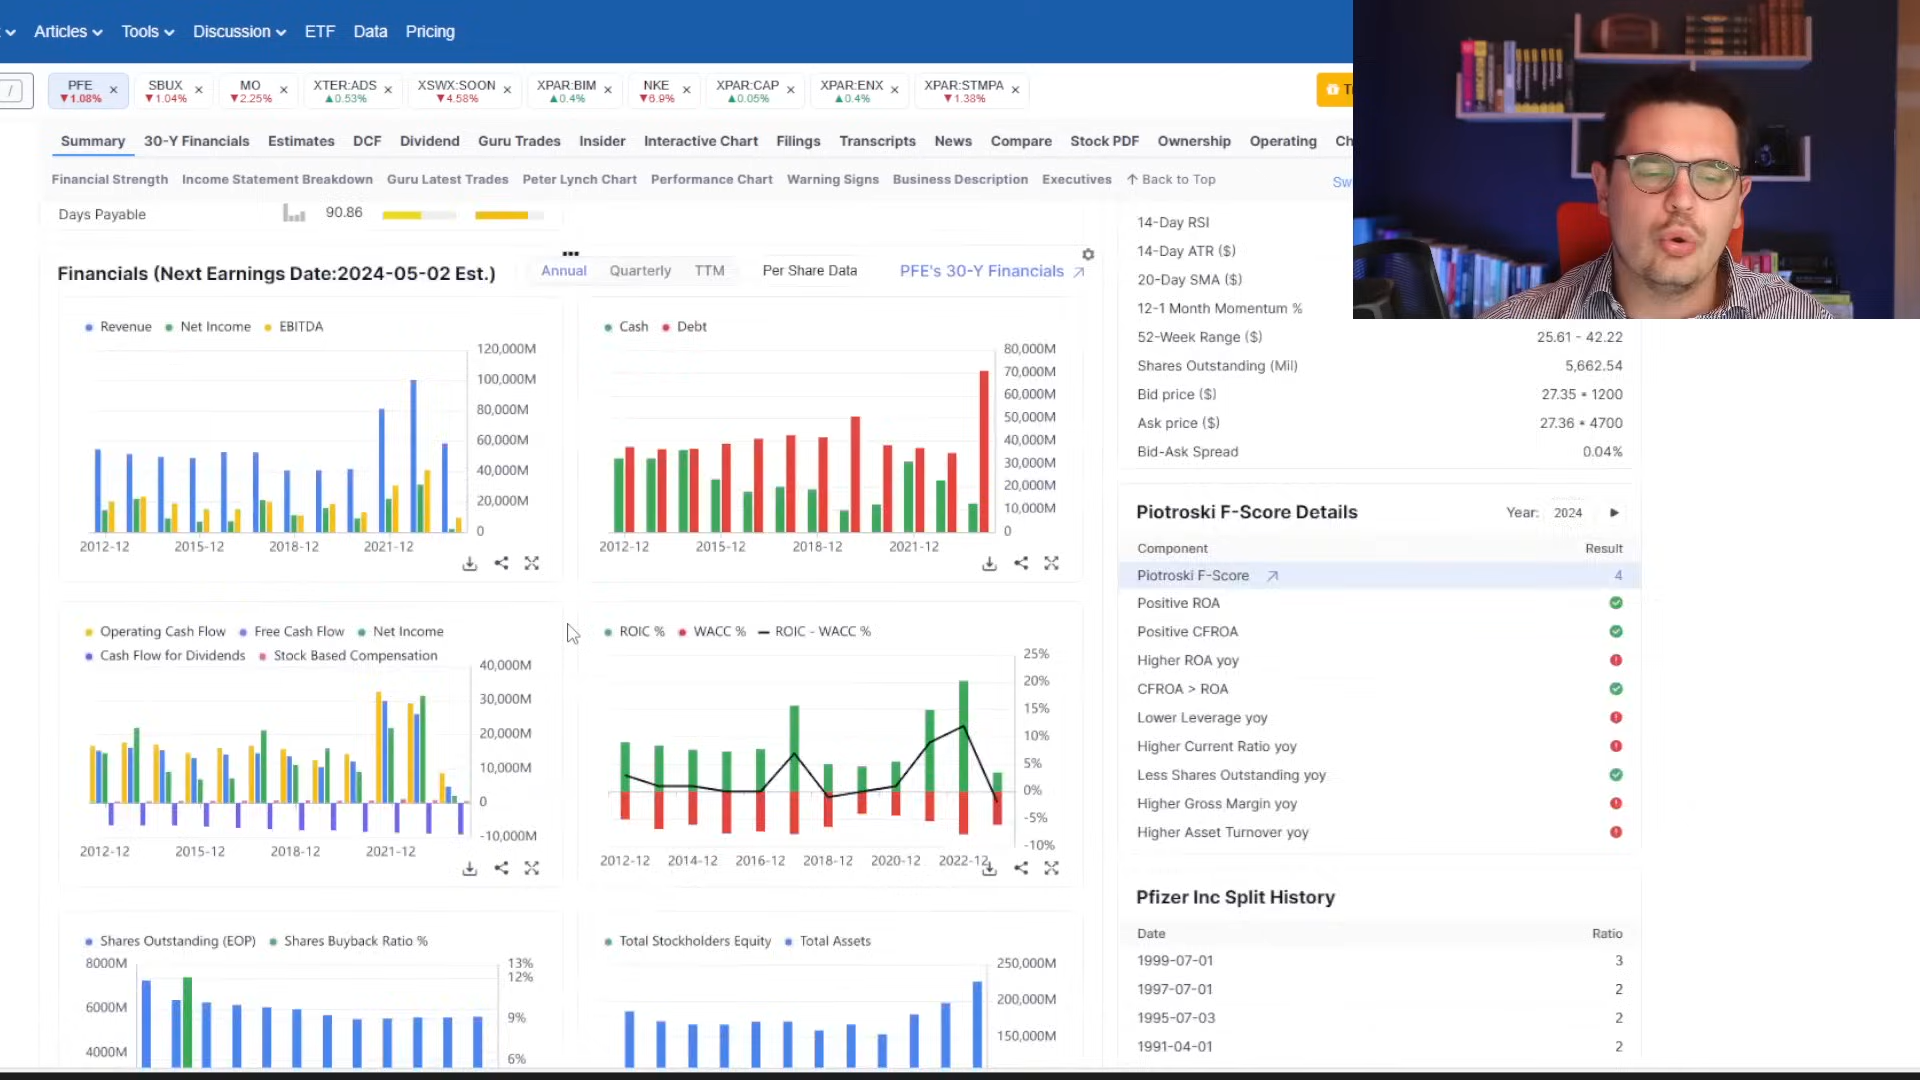 Articles Tools Discussion ETF Data Pricing
/ PFE × SBUX × MO × XTER:ADS × XSWX:SOON × XPAR:BIM × NKE × XPAR:CAP × XPAR:ENX × XPAR:STMPA ×
▼1.08% ▼1.04% ▼2.25% ▲0.53% ▼4.58% ▲0.4% ▼6.9% ▲0.05% ▲0.4% ▼1.38%
Summary 30-Y Financials Estimates DCF Dividend Guru Trades Insider Interactive Chart Filings Transcripts News Compare Stock PDF Ownership Operating Ch
Financial Strength Income Statement Breakdown Guru Latest Trades Peter Lynch Chart Performance Chart Warning Signs Business Description Executives ↑ Back to Top Sw
Days Payable 90.86
Financials (Next Earnings Date:2024-05-02 Est.) Annual Quarterly TTM Per Share Data PFE's 30-Y Financials
Revenue Net Income EBITDA
120,000M
100,000M
80,000M
60,000M
40,000M
20,000M
0
2012-12 2015-12 2018-12 2021-12
Cash Debt
80,000M
70,000M
60,000M
50,000M
40,000M
30,000M
20,000M
10,000M
0
2012-12 2015-12 2018-12 2021-12
Operating Cash Flow Free Cash Flow Net Income
Cash Flow for Dividends Stock Based Compensation
40,000M
30,000M
20,000M
10,000M
0
-10,000M
2012-12 2015-12 2018-12 2021-12
ROIC % WACC % ROIC - WACC %
25%
20%
15%
10%
5%
0%
-5%
-10%
2012-12 2014-12 2016-12 2018-12 2020-12 2022-12
Shares Outstanding (EOP) Shares Buyback Ratio %
8000M
6000M
4000M
13%
12%
9%
6%
Total Stockholders Equity Total Assets
250,000M
200,000M
150,000M
14-Day RSI
14-Day ATR ($)
20-Day SMA ($)
12-1 Month Momentum %
52-Week Range ($) 25.61 - 42.22
Shares Outstanding (Mil) 5,662.54
Bid price ($) 27.35 * 1200
Ask price ($) 27.36 * 4700
Bid-Ask Spread 0.04%
Piotroski F-Score Details Year: 2024
Component Result
Piotroski F-Score 4
Positive ROA
Positive CFROA
Higher ROA yoy
CFROA > ROA
Lower Leverage yoy
Higher Current Ratio yoy
Less Shares Outstanding yoy
Higher Gross Margin yoy
Higher Asset Turnover yoy
Pfizer Inc Split History
Date Ratio
1999-07-01 3
1997-07-01 2
1995-07-03 2
1991-04-01 2